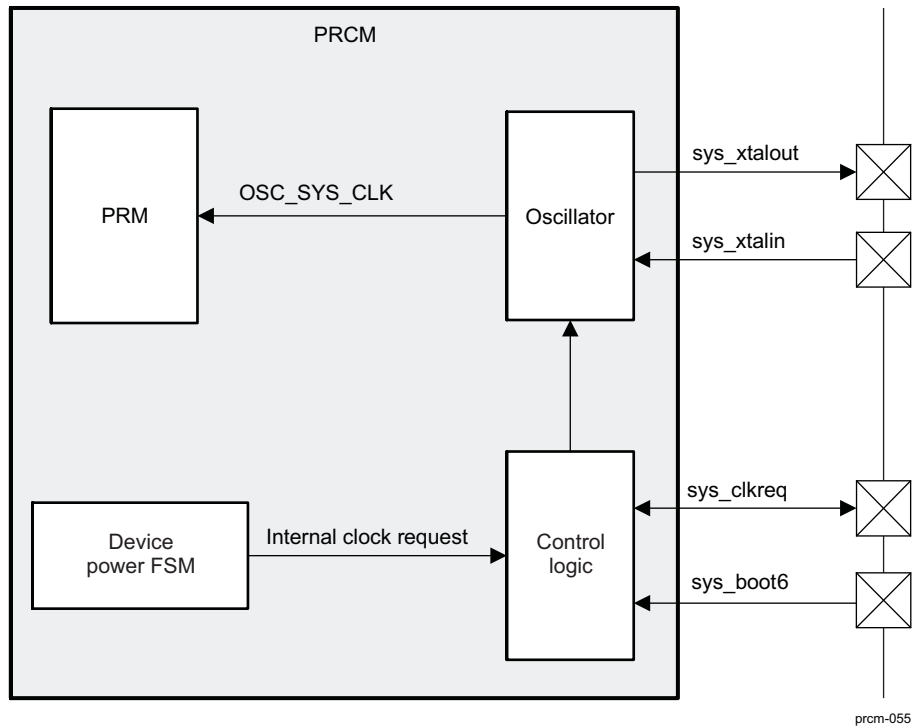 PRCM
sys_xtalout
OSC_SYS_CLK
PRM
Oscillator
sys_xtalin
sys_clkreq
Internal clock request
Device
power FSM
Control
logic
sys_boot6
prcm-055